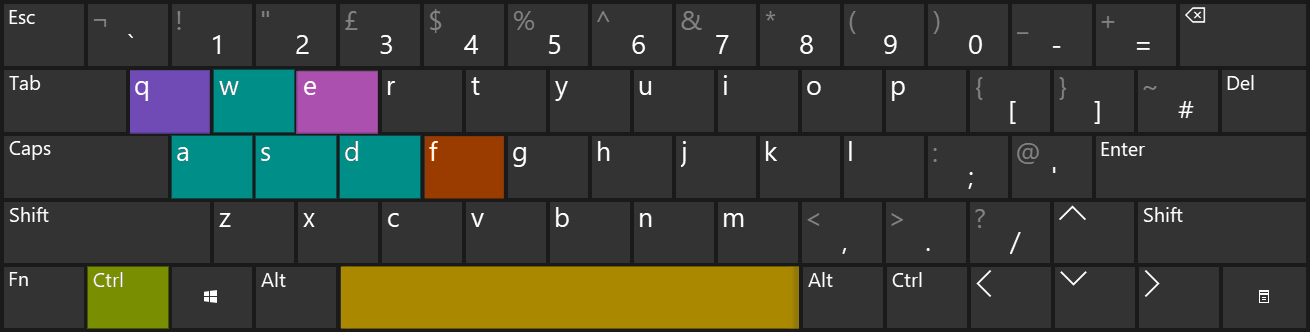 Esc ¬ ` ! 1 " 2 £ 3 $ 4 % 5 ^ 6 & 7 * 8 ( 9 ) 0 _ - + =
Tab q w e r t y u i o p { [ } ] ~ # Del
Caps a s d f g h j k l : ; @ ' Enter
Shift z x c v b n m < , > . ? / Shift
Fn Ctrl Alt Alt Ctrl